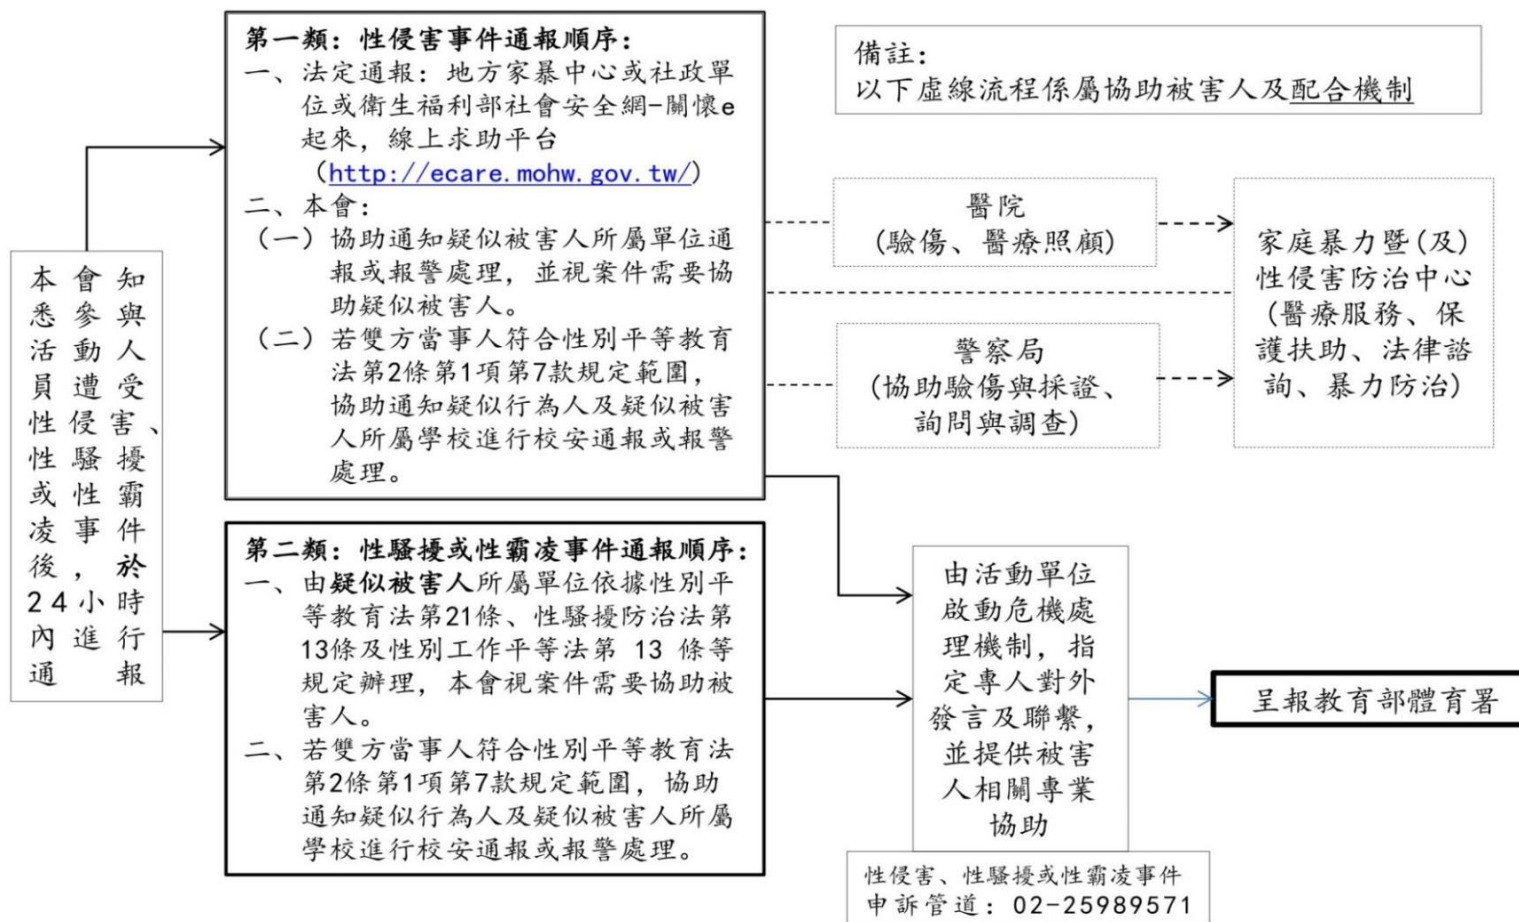 本會知
悉參與
活動人
員遭受
性侵害、
性騷擾
或性霸
凌事件
後，於
24小時
內進行
通報
第一類：性侵害事件通報順序：
一、法定通報：地方家暴中心或社政單
位或衛生福利部社會安全網-關懷e
起來，線上求助平台
（http://ecare.mohw.gov.tw/）
二、本會：
（一）協助通知疑似被害人所屬單位通
報或報警處理，並視案件需要協
助疑似被害人。
（二）若雙方當事人符合性別平等教育
法第2條第1項第7款規定範圍，
協助通知疑似行為人及疑似被害
人所屬學校進行校安通報或報警
處理。
第二類：性騷擾或性霸凌事件通報順序：
一、由疑似被害人所屬單位依據性別平
等教育法第21條、性騷擾防治法第
13條及性別工作平等法第 13 條等
規定辦理，本會視案件需要協助被
害人。
二、若雙方當事人符合性別平等教育法
第2條第1項第7款規定範圍，協助
通知疑似行為人及疑似被害人所屬
學校進行校安通報或報警處理。
備註：
以下虛線流程係屬協助被害人及配合機制
醫院
(驗傷、醫療照顧)
警察局
(協助驗傷與採證、
詢問與調查)
家庭暴力暨(及)
性侵害防治中心
(醫療服務、保
護扶助、法律諮
詢、暴力防治)
由活動單位
啟動危機處
理機制，指
定專人對外
發言及聯繫，
並提供被害
人相關專業
協助
呈報教育部體育署
性侵害、性騷擾或性霸凌事件
申訴管道：02-25989571